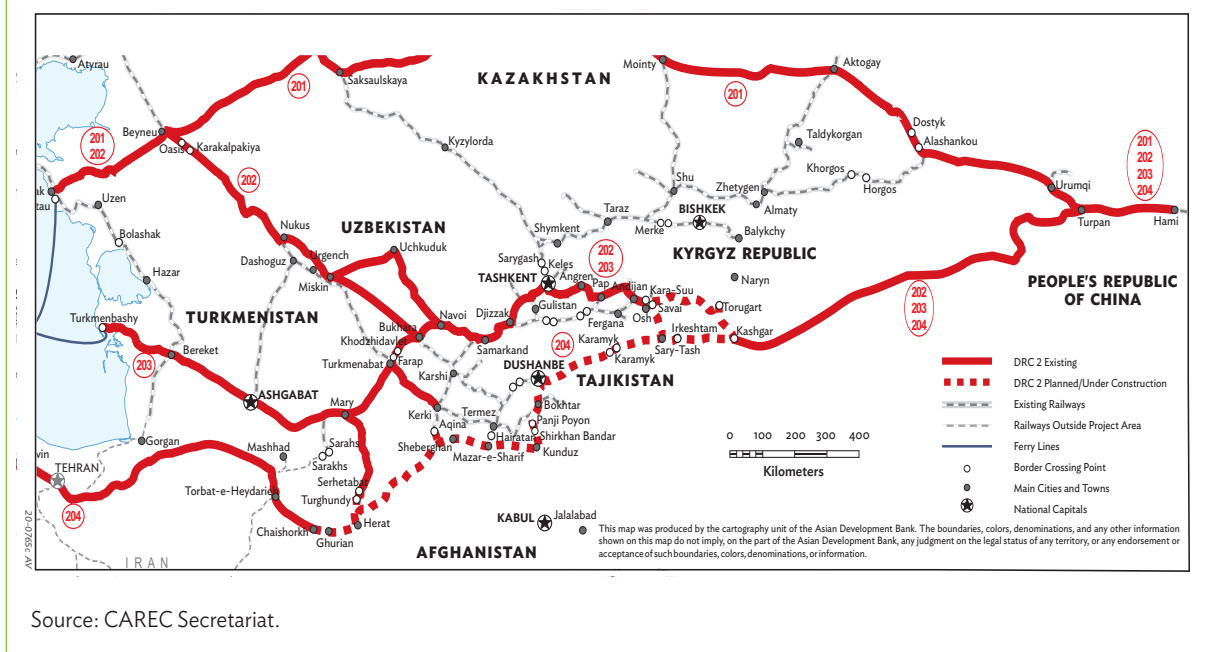 Atyrau
Saksaulskaya
KAZAKHSTAN
Mointy
Aktogay
201
201
Beyneu
Oasis
Karakalpakiya
201
202
202
Kyzylorda
Taldykorgan
Dostyk
Alashankou
201
202
203
204
Khorgos
Horgos
Urumqi
Turpan
Hami
ak
tau
Uzen
Bolashak
Hazar
Nukus
Dashoguz
Urgench
Miskin
UZBEKISTAN
Uchkuduk
Shu
Zhetygen
Almaty
Taraz
Merke
BISHKEK
Balykchy
KYRGYZ REPUBLIC
Naryn
Shymkent
Sarygash
Keles
TASHKENT
Angren
202
203
Pap
Andijan
Kara-Suu
Savai
Osh
Gulistan
Fergana
Torugart
Irkeshtam
Kashgar
Sary-Tash
Karamyk
Karamyk
PEOPLE'S REPUBLIC
OF CHINA
202
203
204
Turkmenbashy
TURKMENISTAN
203
Bereket
Bukhara
Khodzhidavlet
Navoi
Djizzak
Samarkand
Turkmenabat
Farap
Karshi
204
DUSHANBE
TAJIKISTAN
ASHGABAT
Mary
Kerki
Termez
Bokhtar
Panji Poyon
Aqina
Hairatan
Shirkhan Bandar
Sheberghan
Mazar-e-Sharif
Kunduz
Gorgan
Mashhad
Sarahs
Sarakhs
Serhetabat
Turghundy
win
TEHRAN
204
Torbat-e-Heydarieh
Chaishorkh
Ghurian
Herat
KABUL
Jalalabad
AFGHANISTAN
IRAN
20-0765c AV
DRC 2 Existing
DRC 2 Planned/Under Construction
Existing Railways
Railways Outside Project Area
Ferry Lines
Border Crossing Point
Main Cities and Towns
National Capitals
0 100 200 300 400
Kilometers
This map was produced by the cartography unit of the Asian Development Bank. The boundaries, colors, denominations, and any other information
shown on this map do not imply, on the part of the Asian Development Bank, any judgment on the legal status of any territory, or any endorsement or
acceptance of such boundaries, colors, denominations, or information.
Source: CAREC Secretariat.